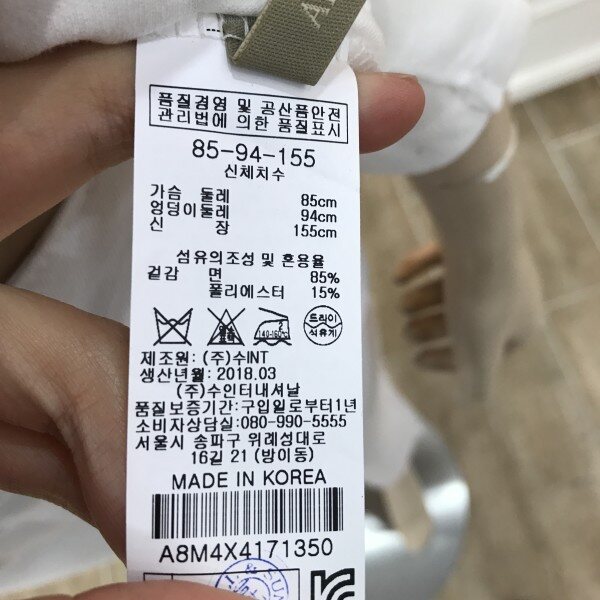 품질경영 및 공산품안전
관리법에 의한 품질표시
85-94-155
신체치수
가슴 둘레 85cm
엉덩이둘레 94cm
신 장 155cm
섬유의조성 및 혼용율
겉감 면 85%
폴리에스터 15%
140-160℃
드라이
석유계
제조원: (주)수INT
생산년월: 2018.03
(주)수인터내셔날
품질보증기간:구입일로부터1년
소비자상담실:080-990-5555
서울시 송파구 위례성대로
16길 21 (방이동)
MADE IN KOREA
A8M4X4171350